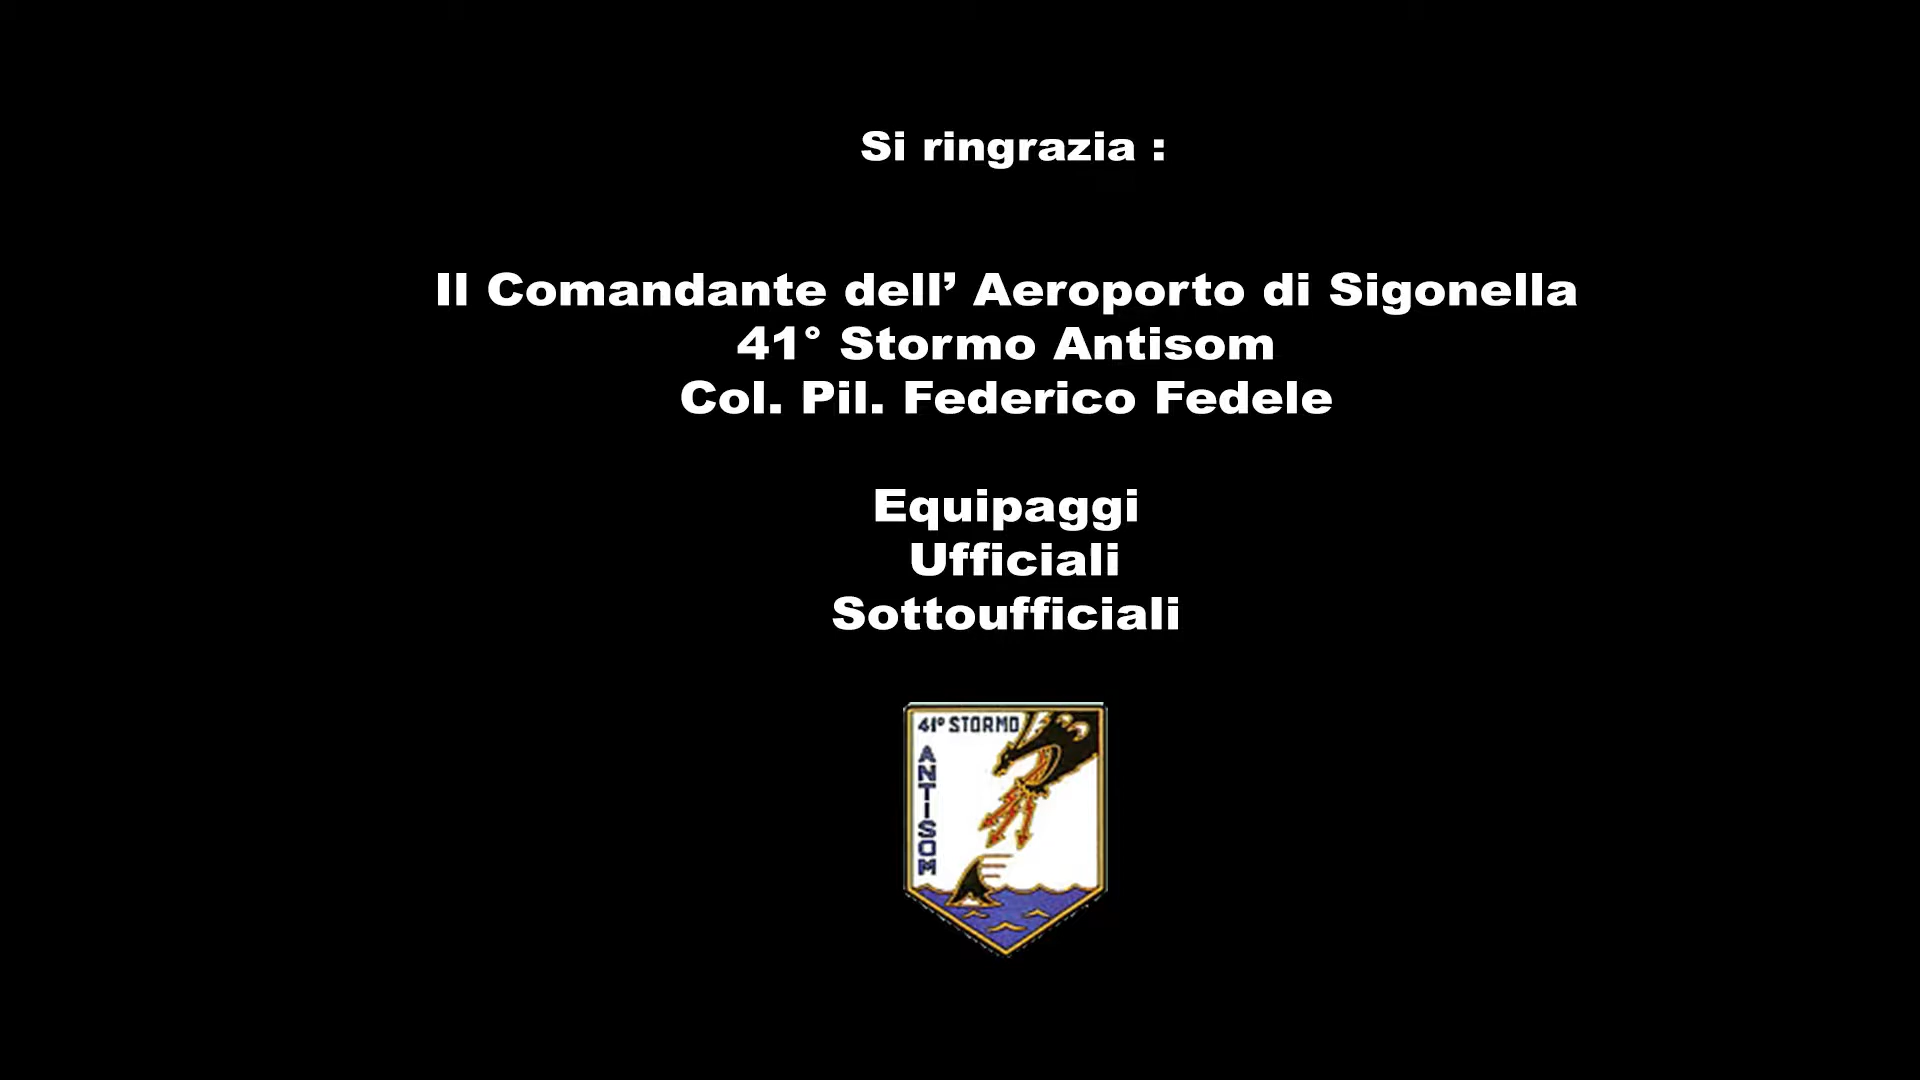 Si ringrazia :
Il Comandante dell’ Aeroporto di Sigonella
41° Stormo Antisom
Col. Pil. Federico Fedele
Equipaggi
Ufficiali
Sottoufficiali
41° STORMO
ANTISOM